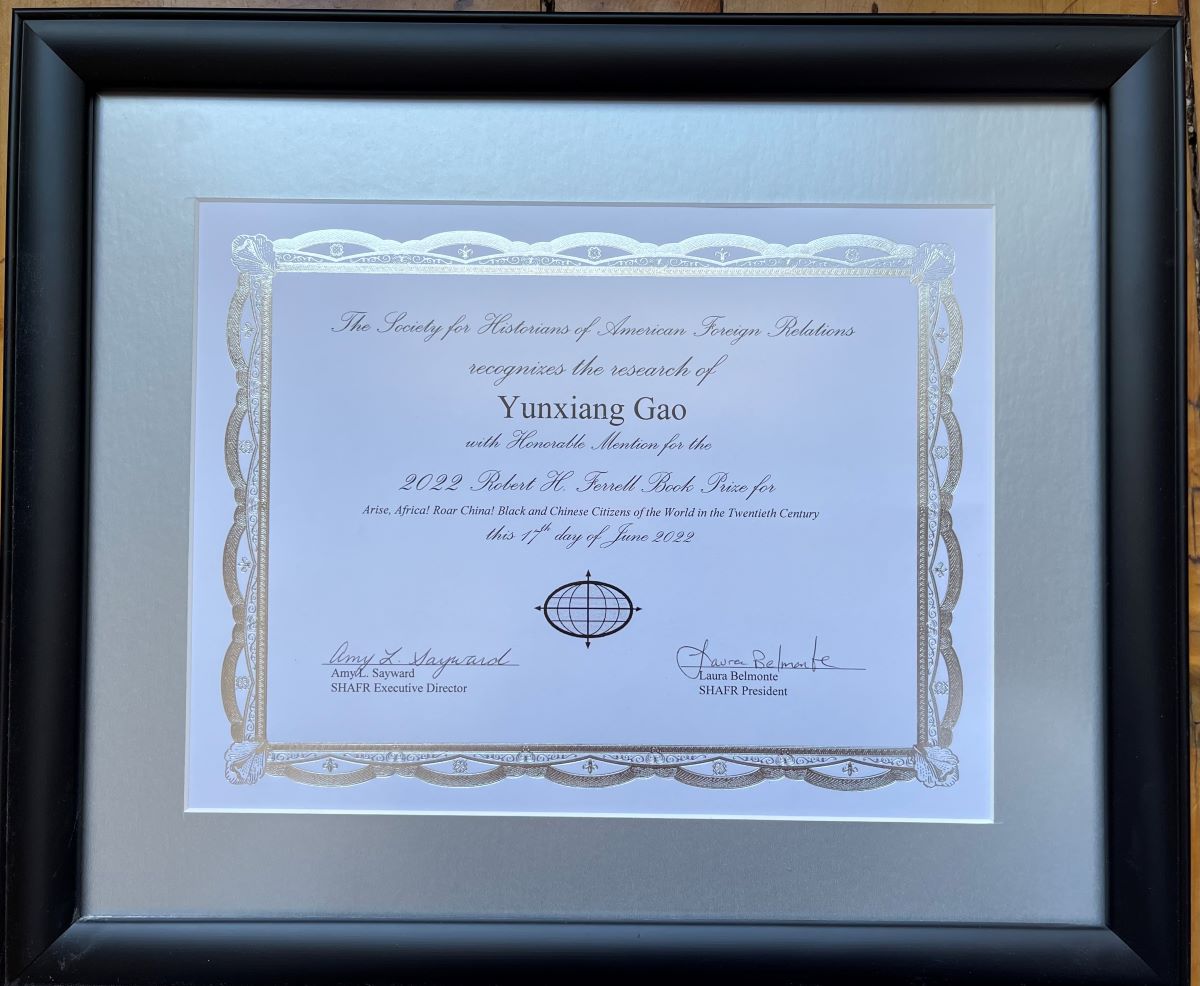 The Society for Historians of American Foreign Relations
recognizes the research of
Yunxiang Gao
with Honorable Mention for the
2022 Robert H. Ferrell Book Prize for
Arise, Africa! Roar China! Black and Chinese Citizens of the World in the Twentieth Century
this 17th day of June 2022
Amy L. Sayward
Amy L. Sayward
SHAFR Executive Director
Laura Belmonte
Laura Belmonte
SHAFR President